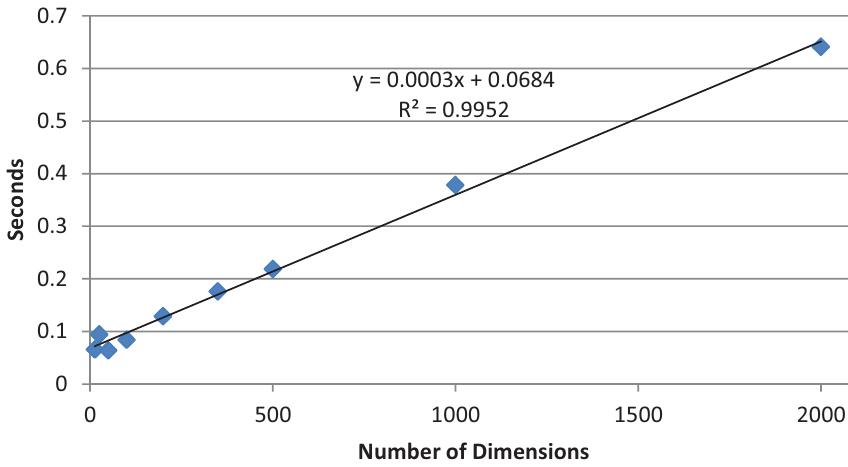 0.7
0.6
y = 0.0003x + 0.0684
R² = 0.9952
0.5
0.4
Seconds
0.3
0.2
0.1
0
0 500 1000 1500 2000
Number of Dimensions